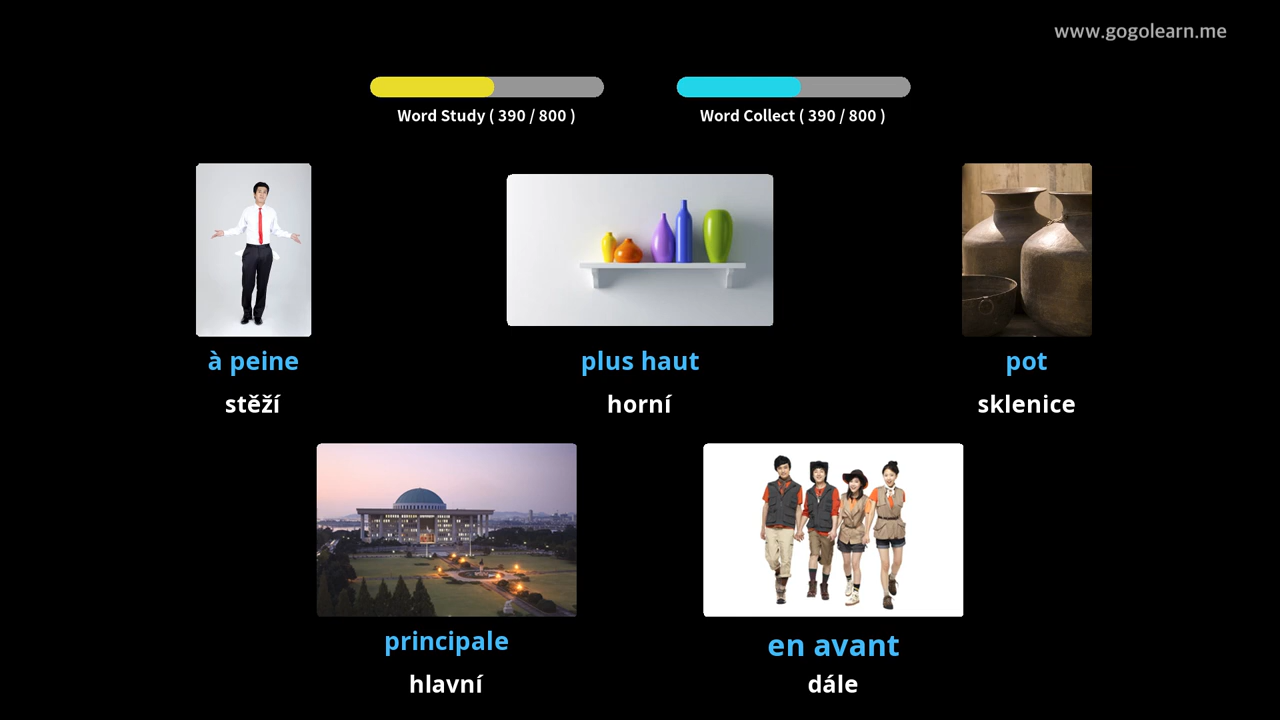 www.gogolearn.me
Word Study ( 390 / 800 )
Word Collect ( 390 / 800 )
à peine
stěží
plus haut
horní
pot
sklenice
principale
hlavní
en avant
dále